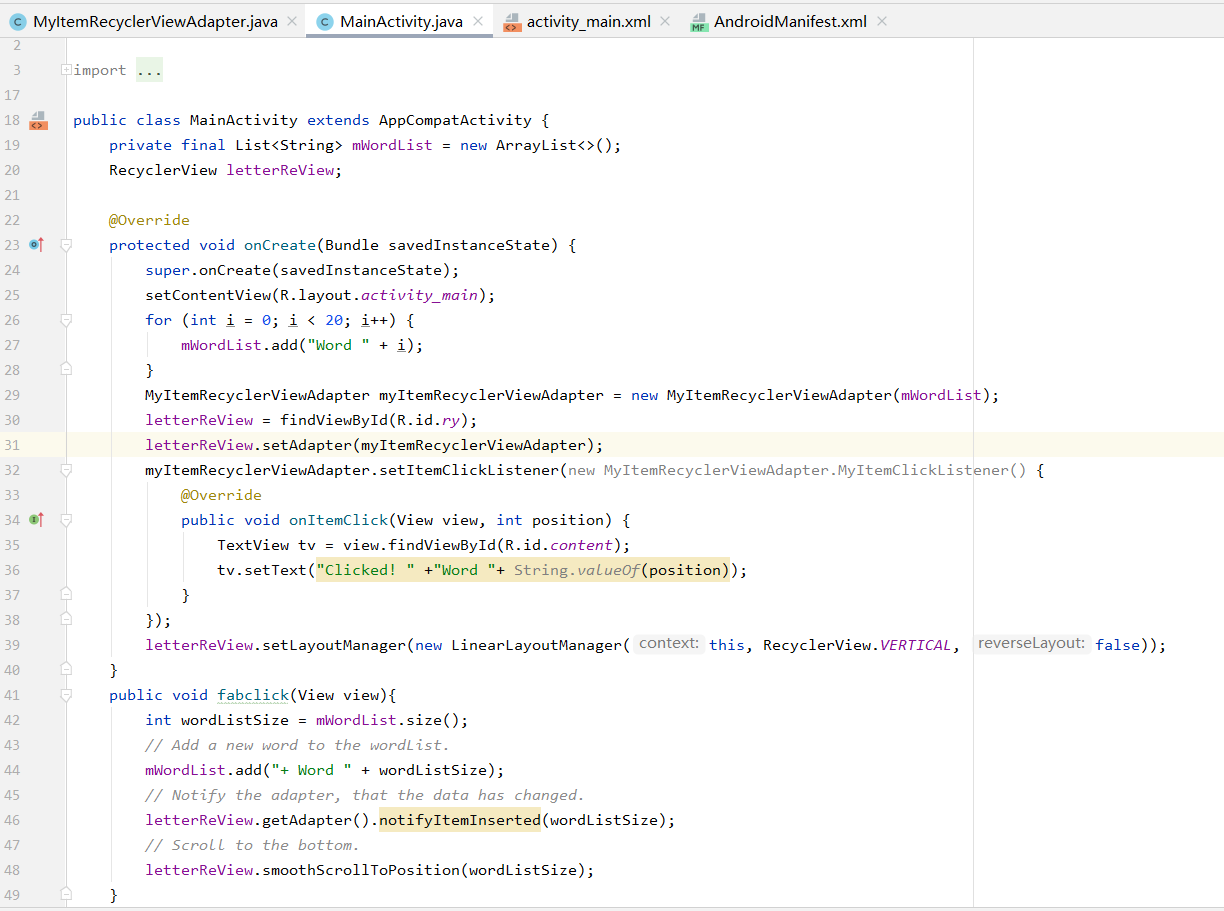 MyItemRecyclerViewAdapter.java MainActivity.java activity_main.xml AndroidManifest.xml
2
3 import ...
17
18 public class MainActivity extends AppCompatActivity {
19 private final List<String> mWordList = new ArrayList<>();
20 RecyclerView letterReView;
21
22 @Override
23 protected void onCreate(Bundle savedInstanceState) {
24 super.onCreate(savedInstanceState);
25 setContentView(R.layout.activity_main);
26 for (int i = 0; i < 20; i++) {
27 mWordList.add("Word " + i);
28 }
29 MyItemRecyclerViewAdapter myItemRecyclerViewAdapter = new MyItemRecyclerViewAdapter(mWordList);
30 letterReView = findViewById(R.id.ry);
31 letterReView.setAdapter(myItemRecyclerViewAdapter);
32 myItemRecyclerViewAdapter.setItemClickListener(new MyItemRecyclerViewAdapter.MyItemClickListener() {
33 @Override
34 public void onItemClick(View view, int position) {
35 TextView tv = view.findViewById(R.id.content);
36 tv.setText("Clicked! " +"Word "+ String.valueOf(position));
37 }
38 });
39 letterReView.setLayoutManager(new LinearLayoutManager( context: this, RecyclerView.VERTICAL, reverseLayout: false));
40 }
41 public void fabclick(View view){
42 int wordListSize = mWordList.size();
43 // Add a new word to the wordList.
44 mWordList.add("+ Word " + wordListSize);
45 // Notify the adapter, that the data has changed.
46 letterReView.getAdapter().notifyItemInserted(wordListSize);
47 // Scroll to the bottom.
48 letterReView.smoothScrollToPosition(wordListSize);
49 }